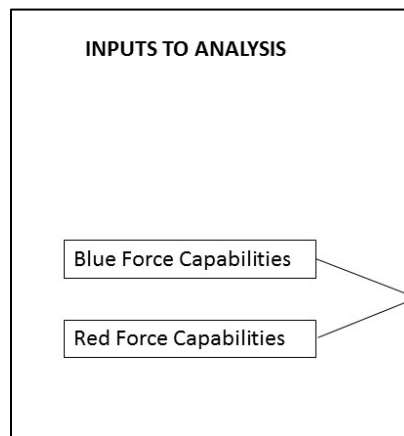 INPUTS TO ANALYSIS
Blue Force Capabilities
Red Force Capabilities